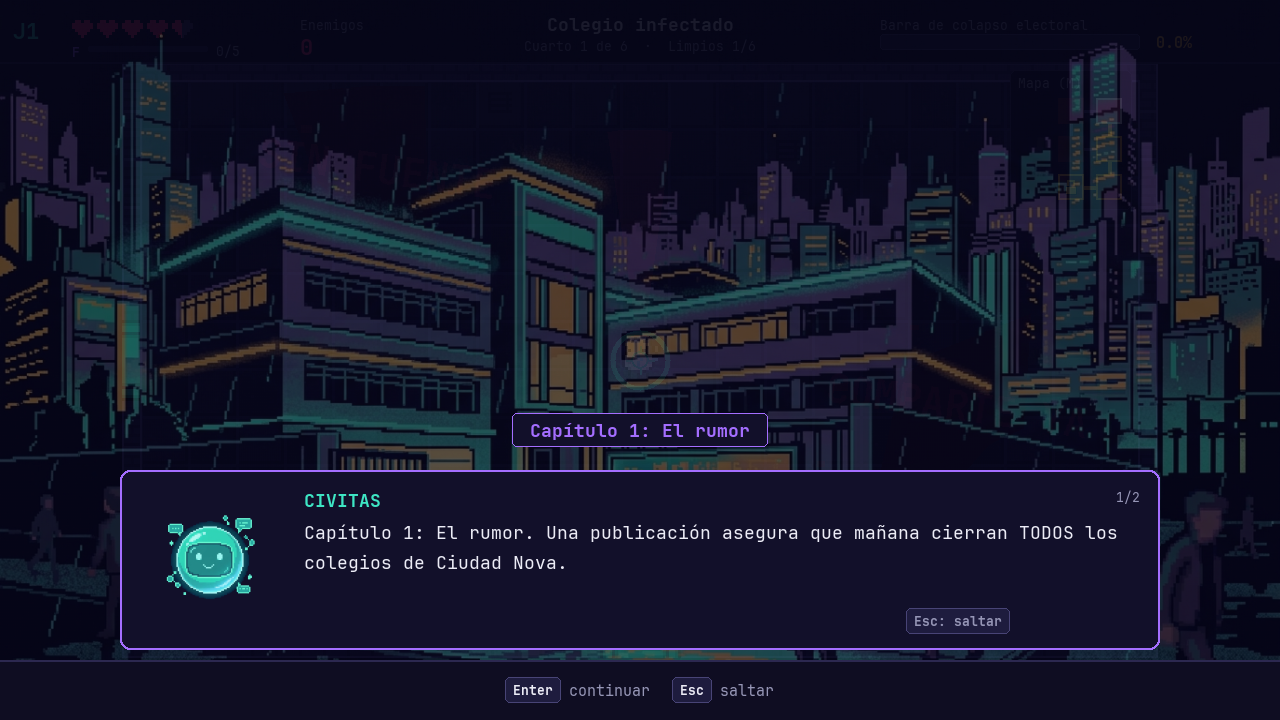 J1
F
0/5
Enemigos
0
Colegio infectado
Cuarto 1 de 6 · Limpios 1/6
Barra de colapso electoral
0.0%
Mapa (
Capítulo 1: El rumor
CIVITAS
1/2
Capítulo 1: El rumor. Una publicación asegura que mañana cierran TODOS los
colegios de Ciudad Nova.
Esc: saltar
Enter continuar Esc saltar